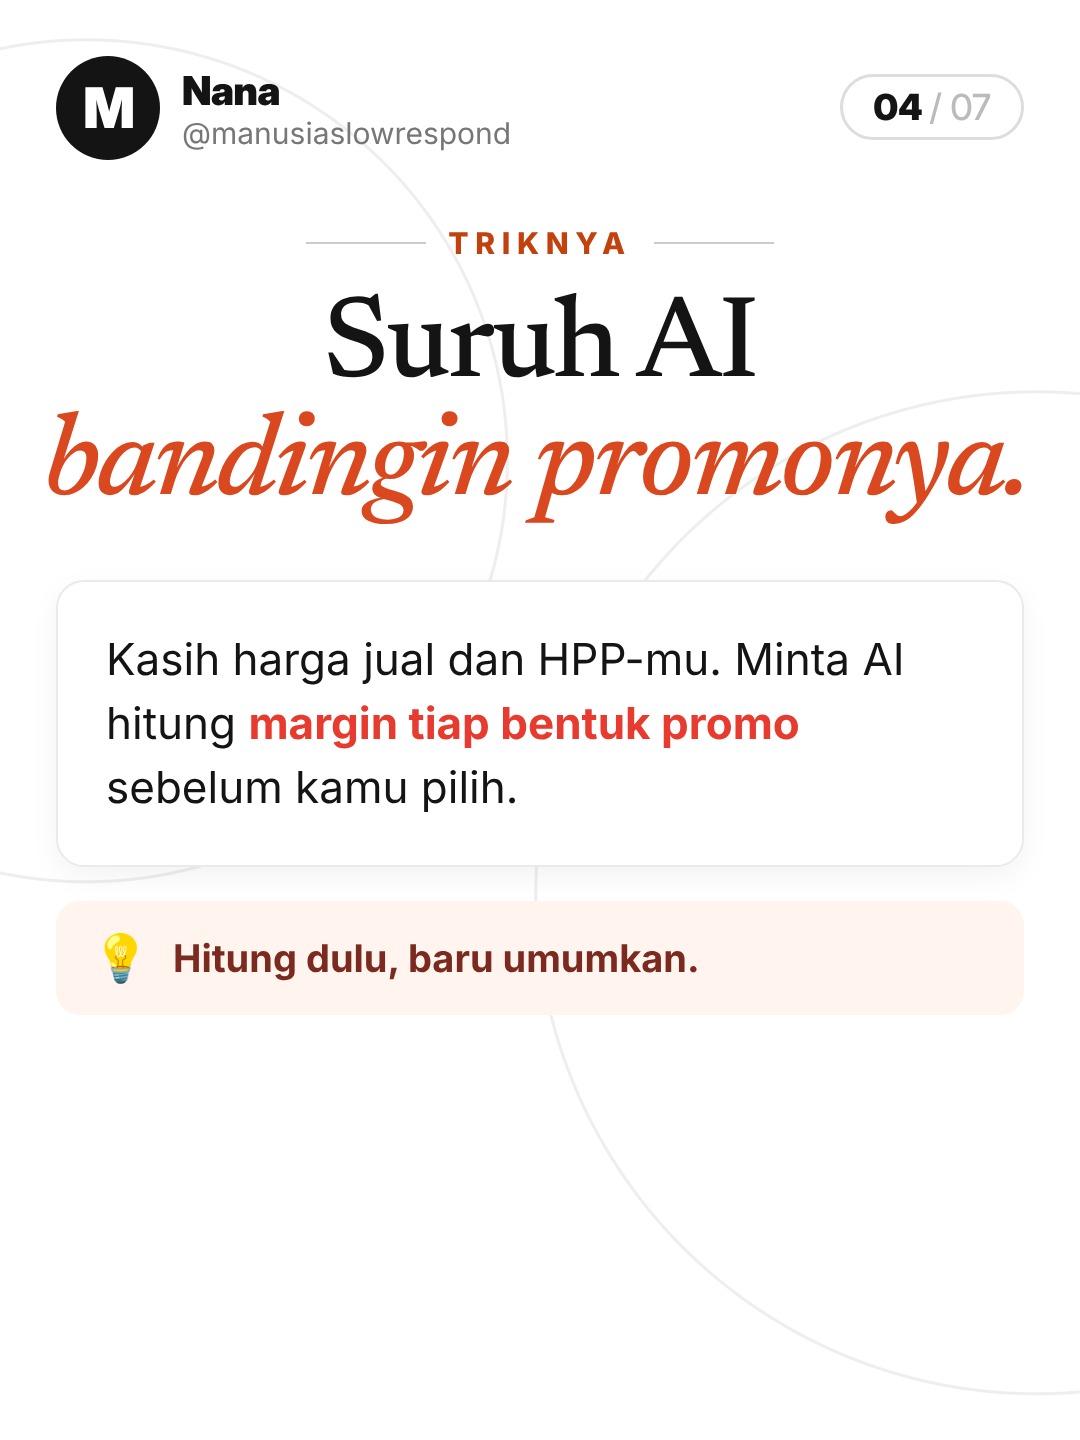 M
Nana
@manusiaslowrespond
04 / 07
TRIKNYA
Suruh AI
bandingin promonya.
Kasih harga jual dan HPP-mu. Minta AI
hitung margin tiap bentuk promo
sebelum kamu pilih.
💡 Hitung dulu, baru umumkan.